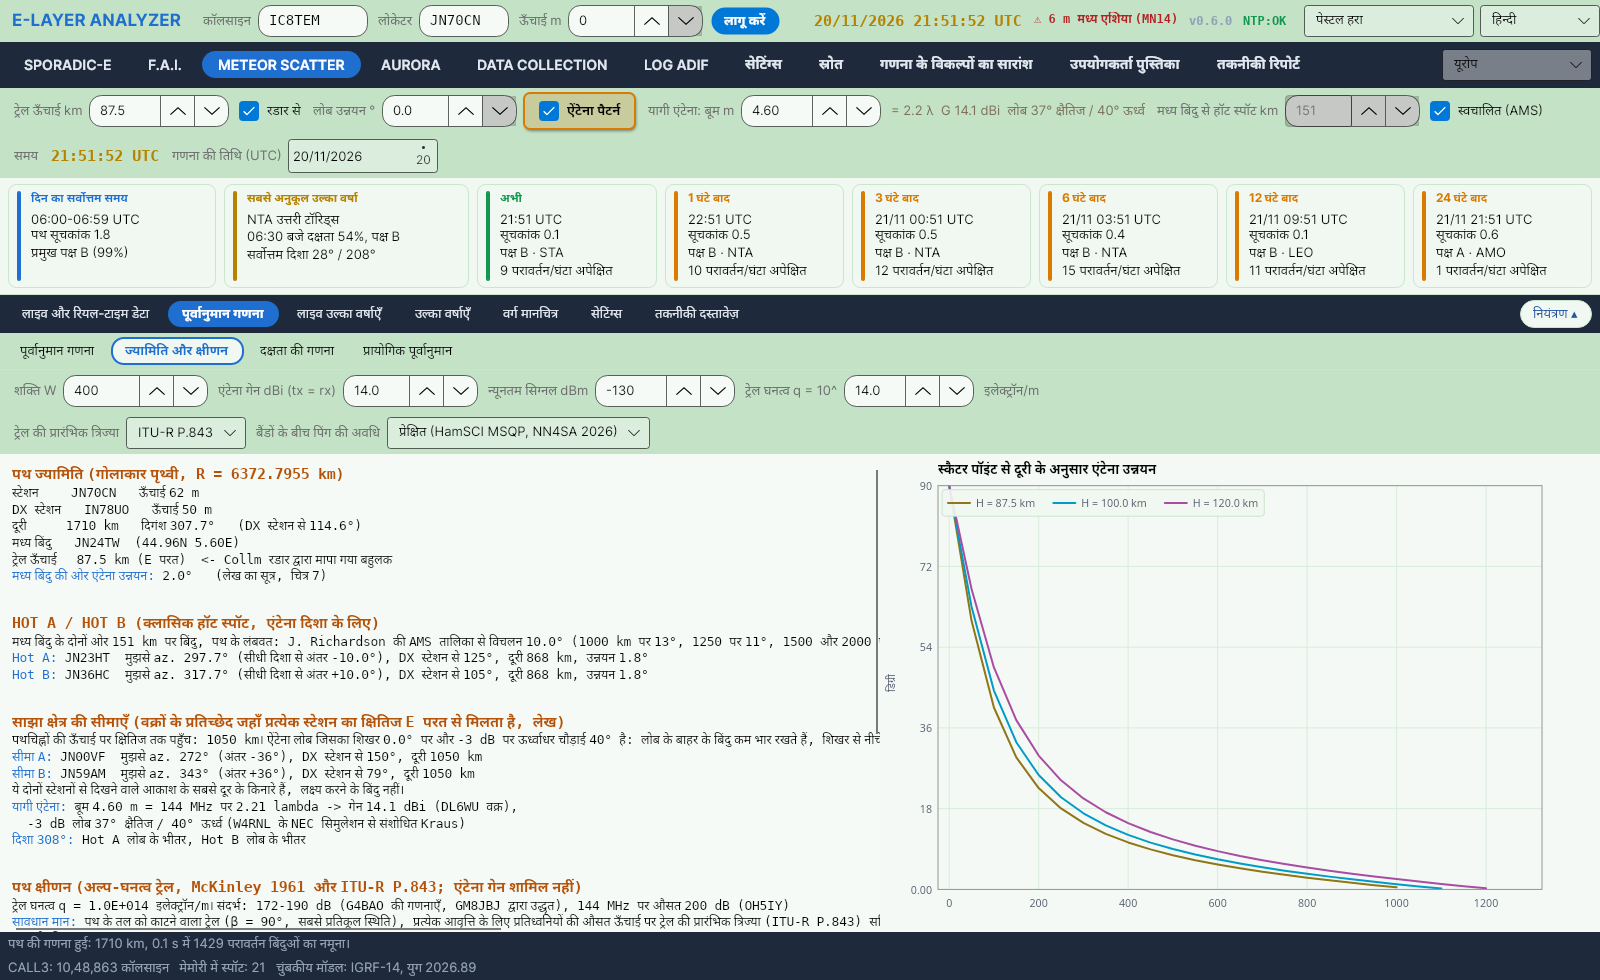 E-LAYER ANALYZER कॉलसाइन IC8TEM लोकेटर JN70CN ऊँचाई m 0 लागू करें 20/11/2026 21:51:52 UTC ⚠ 6 m मध्य एशिया (MN14) v0.6.0 NTP:OK पेस्टल हरा हिन्दी
SPORADIC-E F.A.I. METEOR SCATTER AURORA DATA COLLECTION LOG ADIF सेटिंग्स स्रोत गणना के विकल्पों का सारांश उपयोगकर्ता पुस्तिका तकनीकी रिपोर्ट यूरोप
ट्रेल ऊँचाई km 87.5 रडार से लोब उन्नयन ° 0.0 ऐंटेना पैटर्न यागी एंटेना: बूम m 4.60 = 2.2 λ G 14.1 dBi लोब 37° क्षैतिज / 40° ऊर्ध्व मध्य बिंदु से हॉट स्पॉट km 151 स्वचालित (AMS)
समय 21:51:52 UTC गणना की तिथि (UTC) 20/11/2026 20
दिन का सर्वोत्तम समय
06:00-06:59 UTC
पथ सूचकांक 1.8
प्रमुख पक्ष B (99%)
सबसे अनुकूल उल्का वर्षा
NTA उत्तरी टॉरिड्स
06:30 बजे दक्षता 54%, पक्ष B
सर्वोत्तम दिशा 28° / 208°
अभी
21:51 UTC
सूचकांक 0.1
पक्ष B · STA
9 परावर्तन/घंटा अपेक्षित
1 घंटे बाद
22:51 UTC
सूचकांक 0.5
पक्ष B · NTA
10 परावर्तन/घंटा अपेक्षित
3 घंटे बाद
21/11 00:51 UTC
सूचकांक 0.5
पक्ष B · NTA
12 परावर्तन/घंटा अपेक्षित
6 घंटे बाद
21/11 03:51 UTC
सूचकांक 0.4
पक्ष B · NTA
15 परावर्तन/घंटा अपेक्षित
12 घंटे बाद
21/11 09:51 UTC
सूचकांक 0.1
पक्ष B · LEO
11 परावर्तन/घंटा अपेक्षित
24 घंटे बाद
21/11 21:51 UTC
सूचकांक 0.6
पक्ष A · AMO
1 परावर्तन/घंटा अपेक्षित
लाइव और रियल-टाइम डेटा पूर्वानुमान गणना लाइव उल्का वर्षाएँ उल्का वर्षाएँ वर्ग मानचित्र सेटिंग्स तकनीकी दस्तावेज़ नियंत्रण ▴
पूर्वानुमान गणना ज्यामिति और क्षीणन दक्षता की गणना प्रायोगिक पूर्वानुमान
शक्ति W 400 एंटेना गेन dBi (tx = rx) 14.0 न्यूनतम सिग्नल dBm -130 ट्रेल घनत्व q = 10^ 14.0 इलेक्ट्रॉन/m
ट्रेल की प्रारंभिक त्रिज्या ITU-R P.843 बैंडों के बीच पिंग की अवधि प्रेक्षित (HamSCI MSQP, NN4SA 2026)
पथ ज्यामिति (गोलाकार पृथ्वी, R = 6372.7955 km)
स्टेशन JN70CN ऊँचाई 62 m
DX स्टेशन IN78UO ऊँचाई 50 m
दूरी 1710 km दिगंश 307.7° (DX स्टेशन से 114.6°)
मध्य बिंदु JN24TW (44.96N 5.60E)
ट्रेल ऊँचाई 87.5 km (E परत) <- Collm रडार द्वारा मापा गया बहुलक
मध्य बिंदु की ओर एंटेना उन्नयन: 2.0° (लेख का सूत्र, चित्र 7)
HOT A / HOT B (क्लासिक हॉट स्पॉट, एंटेना दिशा के लिए)
मध्य बिंदु के दोनों ओर 151 km पर बिंदु, पथ के लंबवत: J. Richardson की AMS तालिका से विचलन 10.0° (1000 km पर 13°, 1250 पर 11°, 1500 और 2000
Hot A: JN23HT मुझसे az. 297.7° (सीधी दिशा से अंतर -10.0°), DX स्टेशन से 125°, दूरी 868 km, उन्नयन 1.8°
Hot B: JN36HC मुझसे az. 317.7° (सीधी दिशा से अंतर +10.0°), DX स्टेशन से 105°, दूरी 868 km, उन्नयन 1.8°
साझा क्षेत्र की सीमाएँ (वक्रों के प्रतिच्छेद जहाँ प्रत्येक स्टेशन का क्षितिज E परत से मिलता है, लेख)
पथचिह्नों की ऊँचाई पर क्षितिज तक पहुँच: 1050 km। ऐंटेना लोब जिसका शिखर 0.0° पर और -3 dB पर ऊर्ध्वाधर चौड़ाई 40° है: लोब के बाहर के बिंदु कम भार रखते हैं, शिखर से नीचे
सीमा A: JN00VF मुझसे az. 272° (अंतर -36°), DX स्टेशन से 150°, दूरी 1050 km
सीमा B: JN59AM मुझसे az. 343° (अंतर +36°), DX स्टेशन से 79°, दूरी 1050 km
ये दोनों स्टेशनों से दिखने वाले आकाश के सबसे दूर के किनारे हैं, लक्ष्य करने के बिंदु नहीं।
यागी एंटेना: बूम 4.60 m = 144 MHz पर 2.21 lambda -> गेन 14.1 dBi (DL6WU वक्र),
-3 dB लोब 37° क्षैतिज / 40° ऊर्ध्व (W4RNL के NEC सिमुलेशन से संशोधित Kraus)
दिशा 308°: Hot A लोब के भीतर, Hot B लोब के भीतर
पथ क्षीणन (अल्प-घनत्व ट्रेल, McKinley 1961 और ITU-R P.843; एंटेना गेन शामिल नहीं)
ट्रेल घनत्व q = 1.0E+014 इलेक्ट्रॉन/m। संदर्भ: 172-190 dB (G4BAO की गणनाएँ, GM8JBJ द्वारा उद्धृत), 144 MHz पर औसत 200 dB (OH5IY)
सावधान मान: पथ के तल को काटने वाला ट्रेल (β = 90°, सबसे प्रतिकूल स्थिति), प्रत्येक आवृत्ति के लिए प्रतिध्वनियों की औसत ऊँचाई पर ट्रेल की प्रारंभिक त्रिज्या (ITU-R P.843)
स्कैटर पॉइंट से दूरी के अनुसार एंटेना उन्नयन
H = 87.5 km H = 100.0 km H = 120.0 km
डिग्री
90
72
54
36
18
0.00
0 200 400 600 800 1000 1200
पथ की गणना हुई: 1710 km, 0.1 s में 1429 परावर्तन बिंदुओं का नमूना।
CALL3: 10,48,863 कॉलसाइन मेमोरी में स्पॉट: 21 चुंबकीय मॉडल: IGRF-14, युग 2026.89